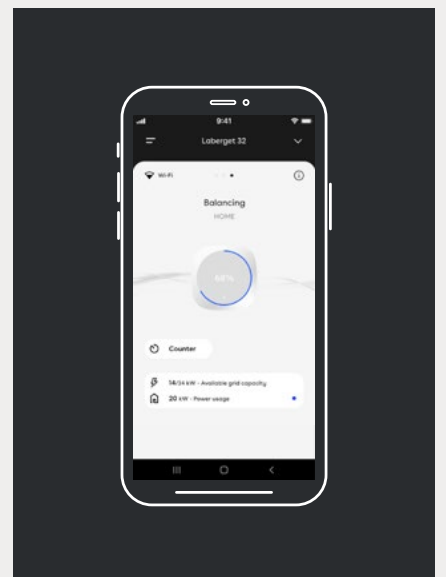 9:41
Laberget 32
Wi-Fi
Balancing
HOME
68%
Counter
14/34 kW - Available grid capacity
20 kW - Power usage